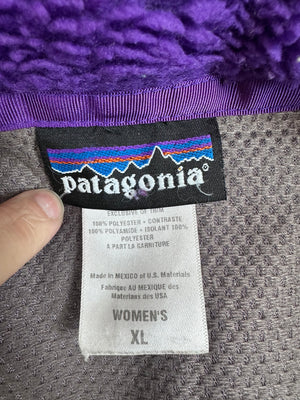 patagonia®
EXCLUSIVE OF TRIM
100% POLYESTER • CONTRASTE
100% POLYAMIDE • ISOLANT 100%
POLYESTER
A PART LA GARNITURE
Made in MEXICO of U.S. Materials
Fabriqué AU MEXIQUE des
Materiaux des USA
WOMEN'S
XL